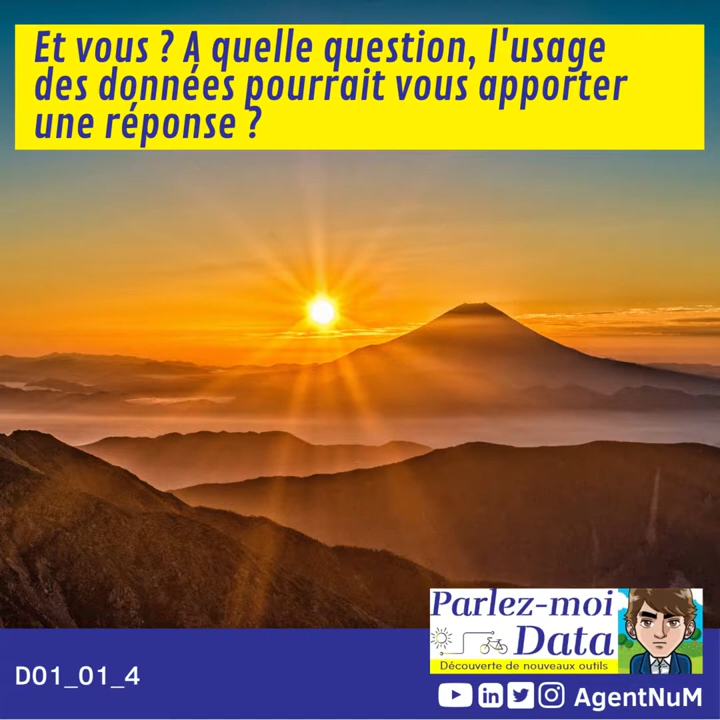 Et vous ? A quelle question, l'usage
des données pourrait vous apporter
une réponse ?
Parlez-moi
Data
Découverte de nouveaux outils
D01_01_4
AgentNuM